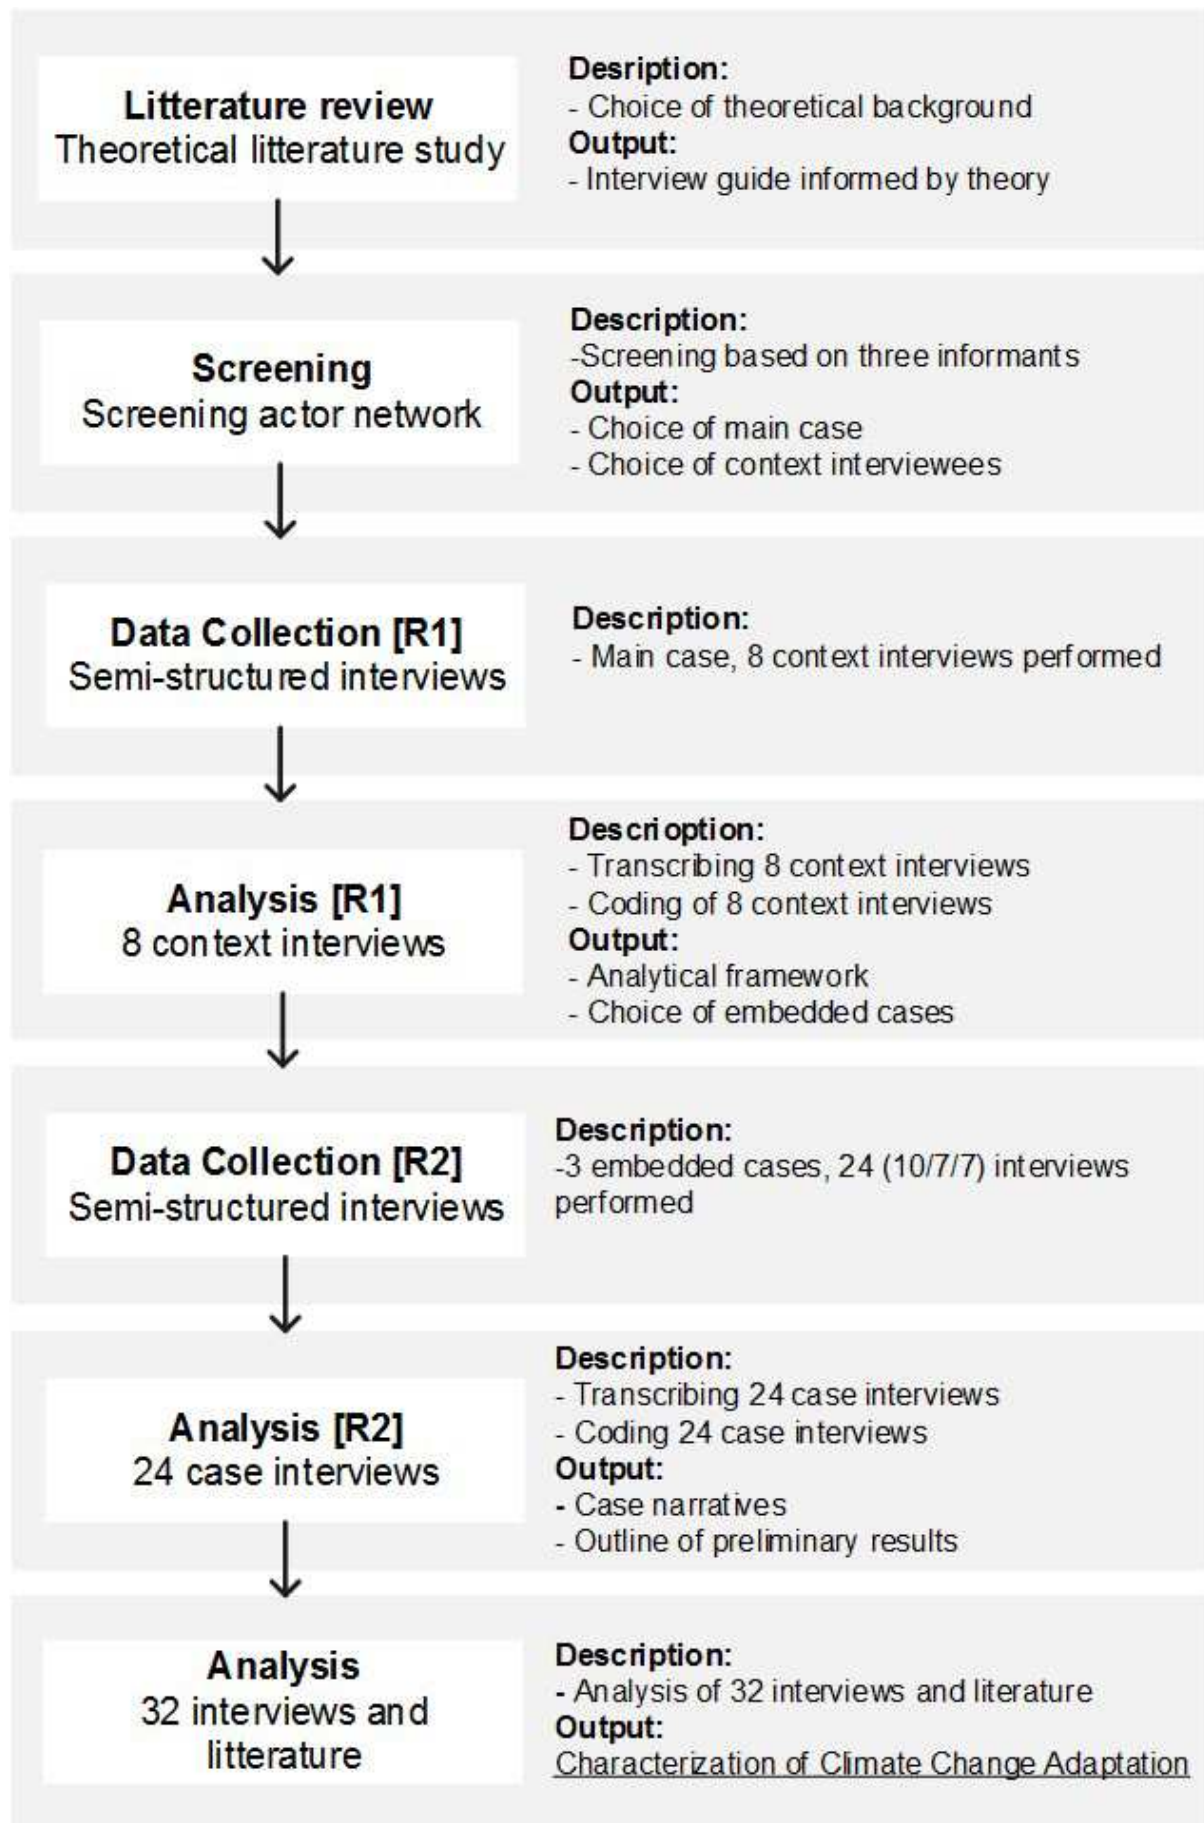 Litterature review
Theoretical litterature study
Desription:
- Choice of theoretical background
Output:
- Interview guide informed by theory
Screening
Screening actor network
Description:
-Screening based on three informants
Output:
- Choice of main case
- Choice of context interviewees
Data Collection [R1]
Semi-structured interviews
Description:
- Main case, 8 context interviews performed
Analysis [R1]
8 context interviews
Descrioption:
- Transcribing 8 context interviews
- Coding of 8 context interviews
Output:
- Analytical framework
- Choice of embedded cases
Data Collection [R2]
Semi-structured interviews
Description:
-3 embedded cases, 24 (10/7/7) interviews
performed
Analysis [R2]
24 case interviews
Description:
- Transcribing 24 case interviews
- Coding 24 case interviews
Output:
- Case narratives
- Outline of preliminary results
Analysis
32 interviews and
litterature
Description:
- Analysis of 32 interviews and literature
Output:
Characterization of Climate Change Adaptation